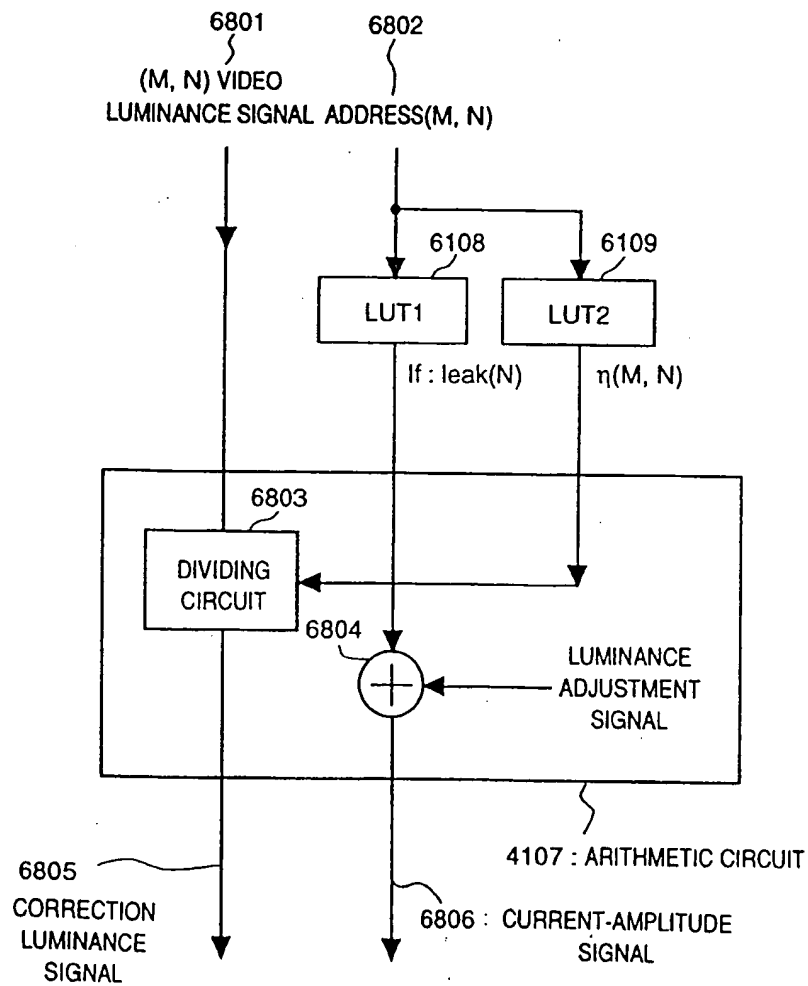 6801
6802
(M, N) VIDEO
LUMINANCE SIGNAL ADDRESS(M, N)
6108
6109
LUT1
LUT2
If : leak(N)
η(M, N)
6803
DIVIDING
CIRCUIT
6804
LUMINANCE
ADJUSTMENT
SIGNAL
4107 : ARITHMETIC CIRCUIT
6805
CORRECTION
LUMINANCE
SIGNAL
6806 : CURRENT-AMPLITUDE
SIGNAL